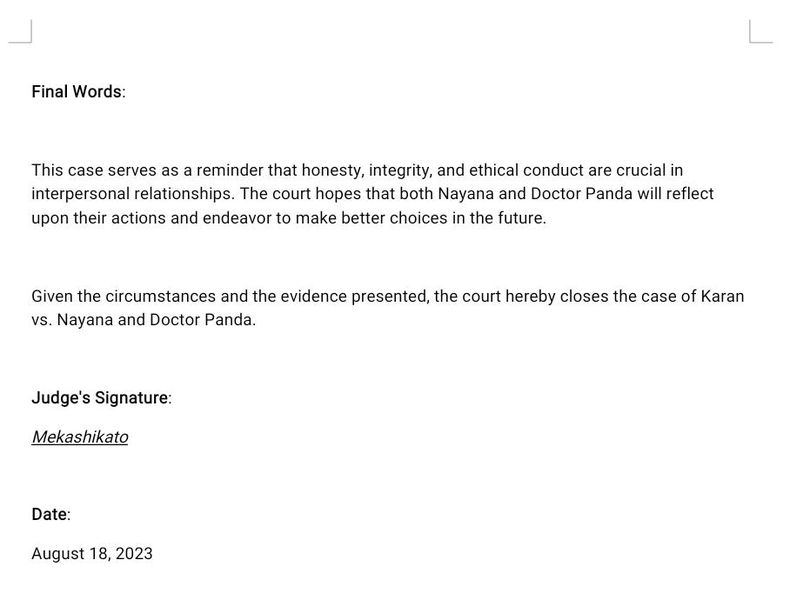 Final Words:
This case serves as a reminder that honesty, integrity, and ethical conduct are crucial in
interpersonal relationships. The court hopes that both Nayana and Doctor Panda will reflect
upon their actions and endeavor to make better choices in the future.
Given the circumstances and the evidence presented, the court hereby closes the case of Karan
vs. Nayana and Doctor Panda.
Judge's Signature:
Mekashikato
Date:
August 18, 2023